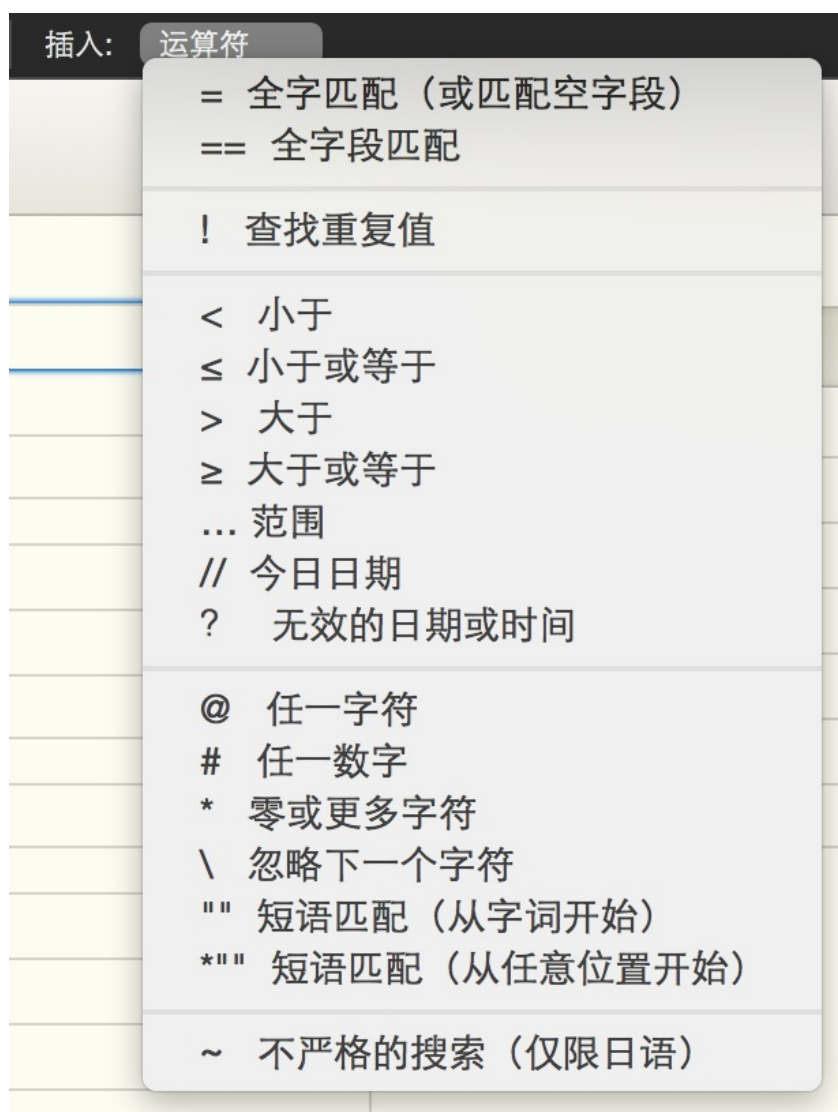 插入: 运算符
= 全字匹配（或匹配空字段）
== 全字段匹配
! 查找重复值
< 小于
≤ 小于或等于
> 大于
≥ 大于或等于
... 范围
// 今日日期
? 无效的日期或时间
@ 任一字符
# 任一数字
* 零或更多字符
\ 忽略下一个字符
"" 短语匹配（从字词开始）
*"" 短语匹配（从任意位置开始）
~ 不严格的搜索（仅限日语）